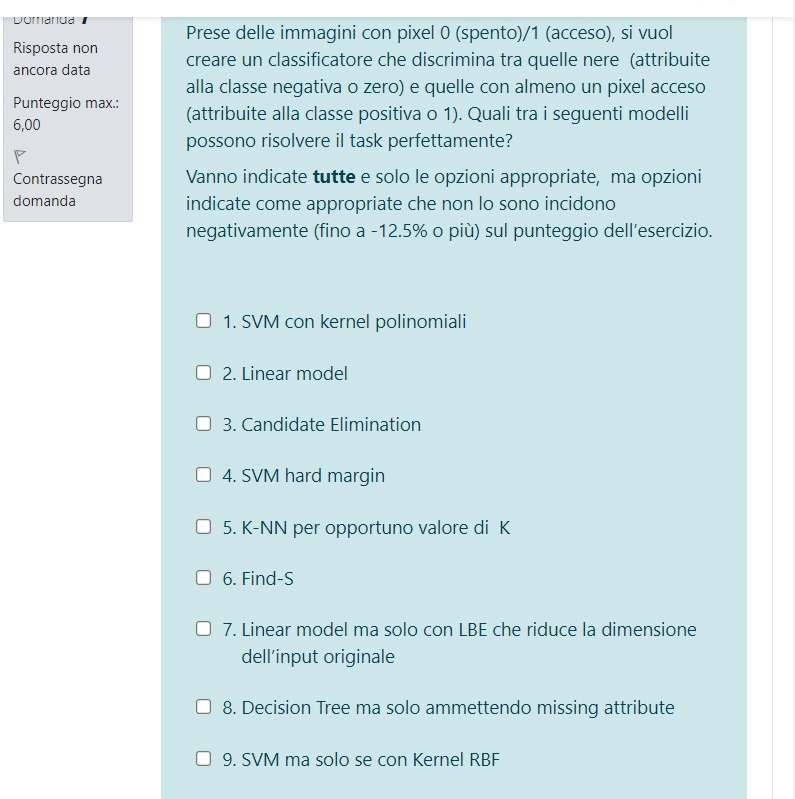 Domanda 7
Risposta non
ancora data
Punteggio max.:
6,00
Contrassegna
domanda
Prese delle immagini con pixel 0 (spento)/1 (acceso), si vuol
creare un classificatore che discrimina tra quelle nere (attribuite
alla classe negativa o zero) e quelle con almeno un pixel acceso
(attribuite alla classe positiva o 1). Quali tra i seguenti modelli
possono risolvere il task perfettamente?
Vanno indicate tutte e solo le opzioni appropriate, ma opzioni
indicate come appropriate che non lo sono incidono
negativamente (fino a -12.5% o più) sul punteggio dell'esercizio.
1. SVM con kernel polinomiali
2. Linear model
3. Candidate Elimination
4. SVM hard margin
5. K-NN per opportuno valore di K
6. Find-S
7. Linear model ma solo con LBE che riduce la dimensione
dell'input originale
8. Decision Tree ma solo ammettendo missing attribute
9. SVM ma solo se con Kernel RBF